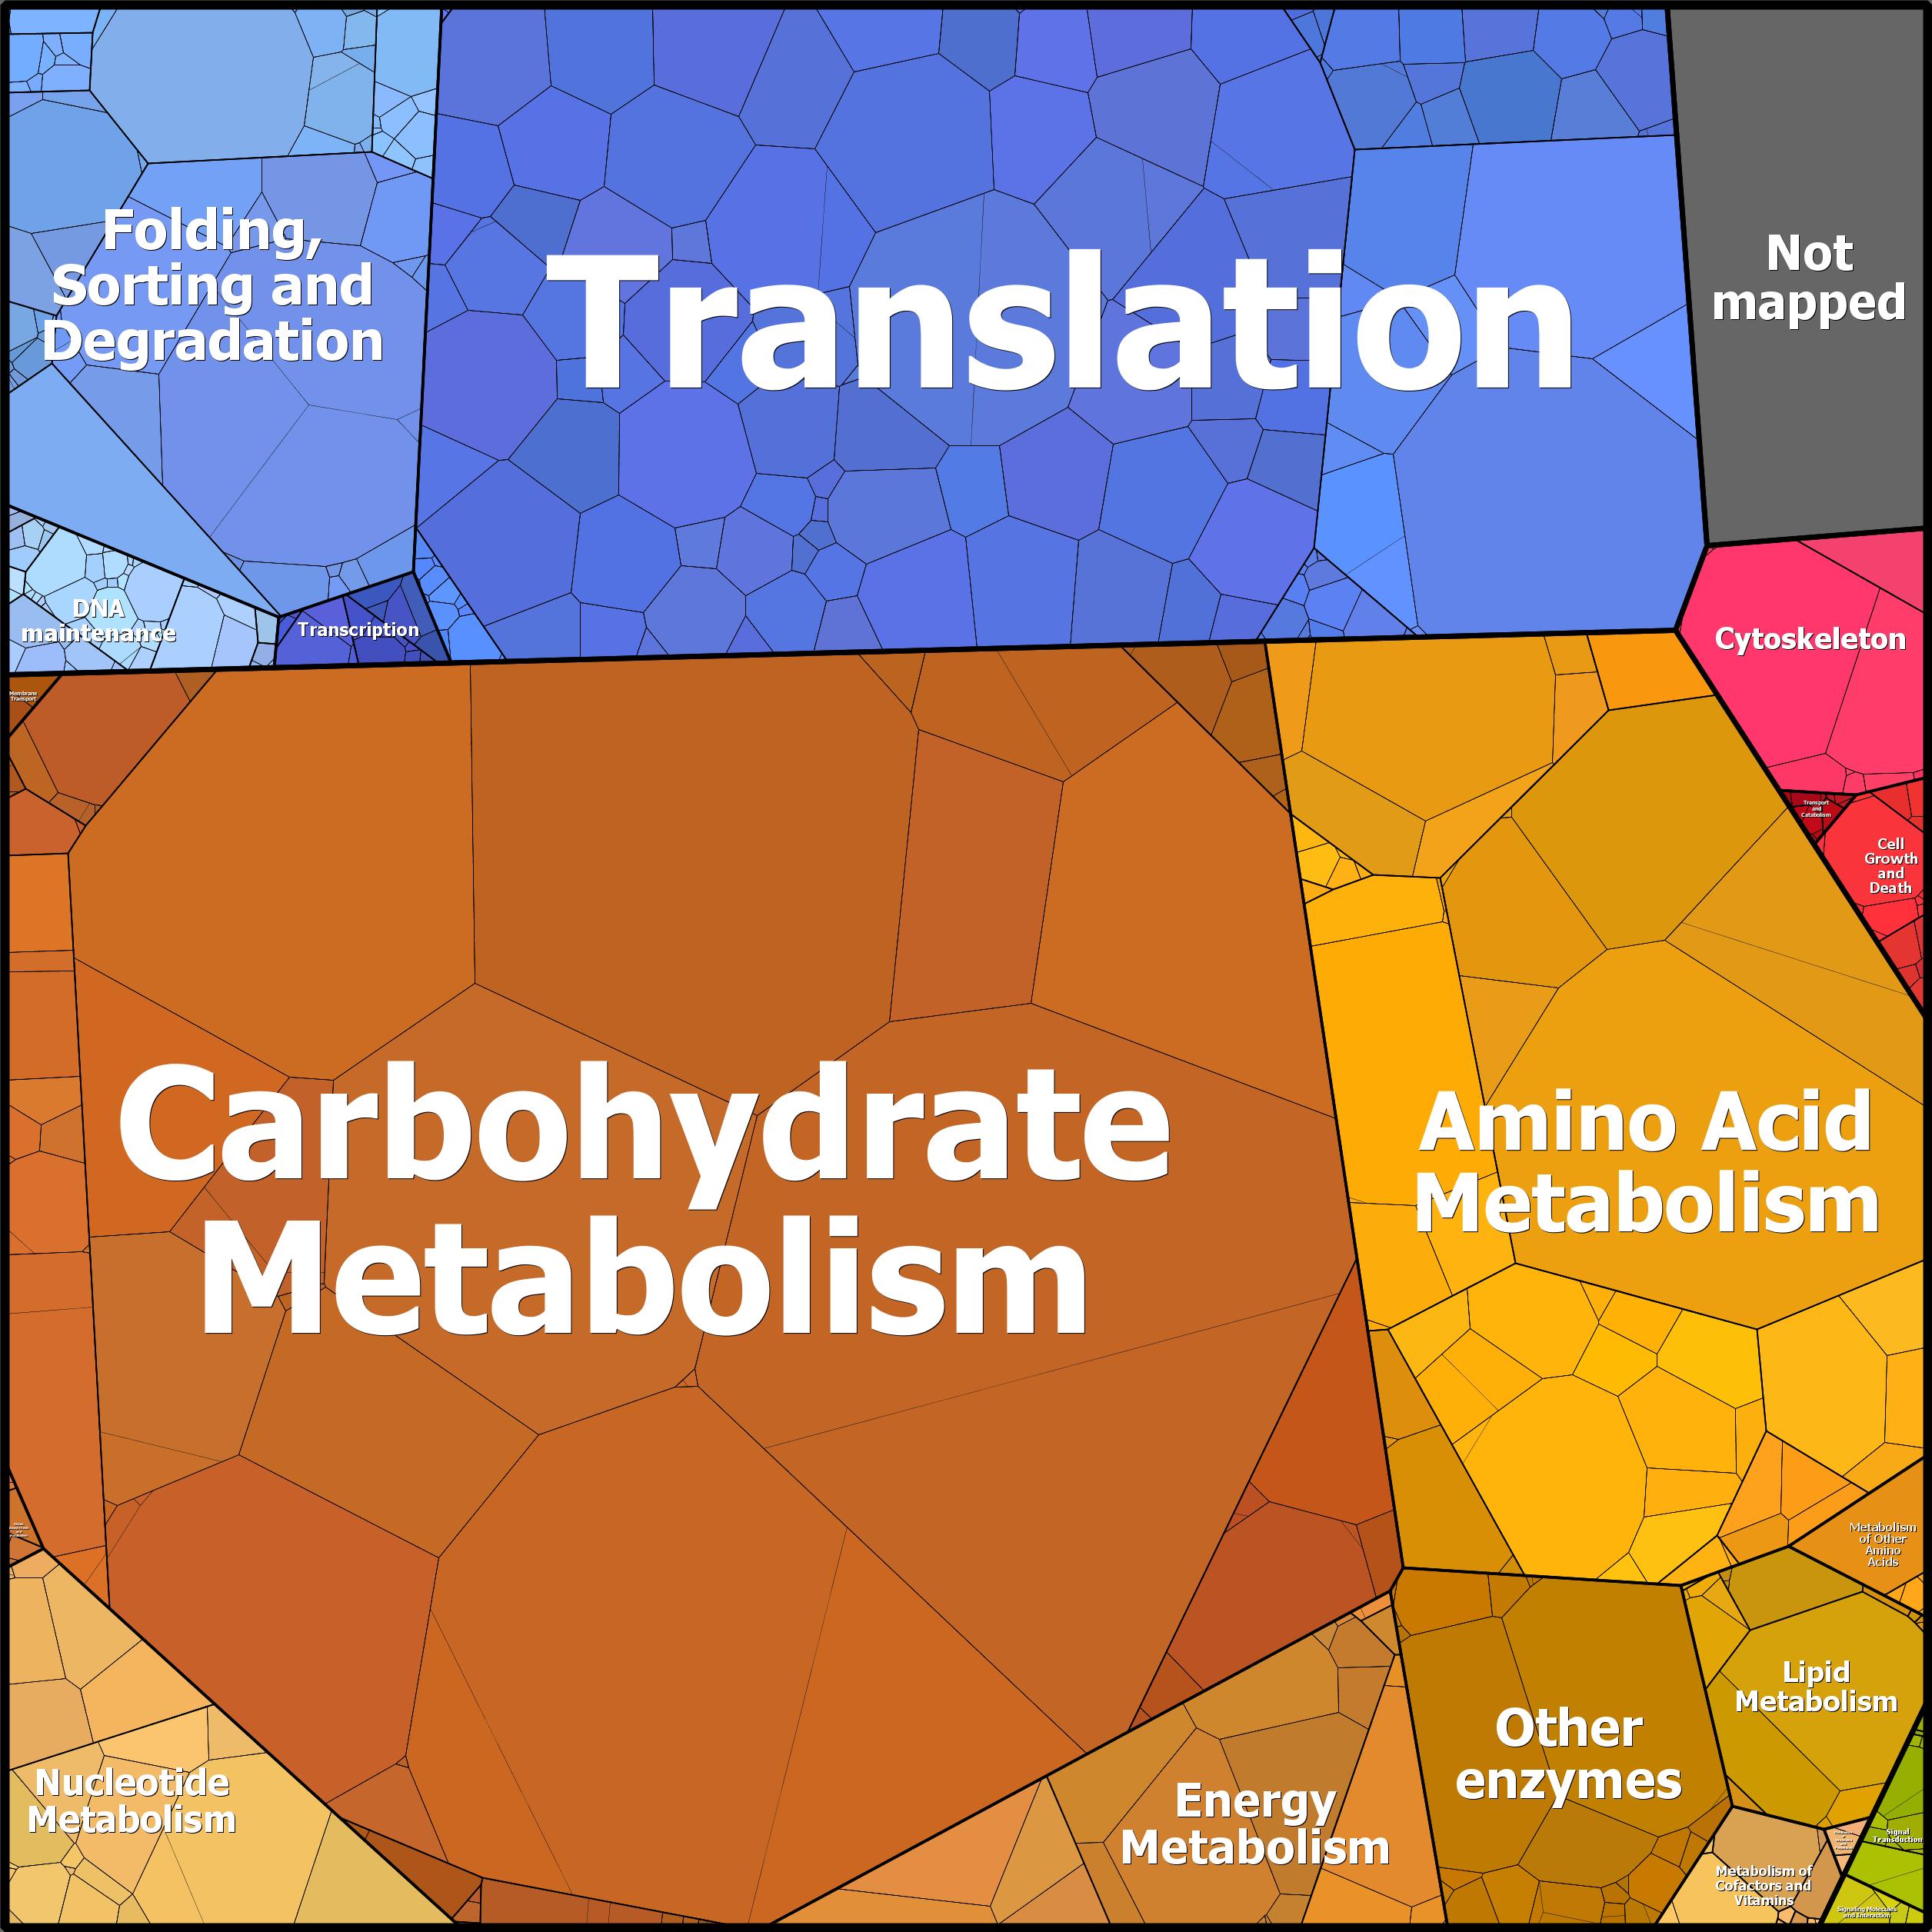 Folding,
Sorting and
Degradation
Translation
Not
mapped
DNA
maintenance
Transcription
Cytoskeleton
Membrane
Transport
Transport
and
Catabolism
Cell
Growth
and
Death
Carbohydrate
Metabolism
Amino Acid
Metabolism
Metabolism
of Other
Amino
Acids
Lipid
Metabolism
Other
enzymes
Nucleotide
Metabolism
Energy
Metabolism
Signal
Transduction
Metabolism of
Cofactors and
Vitamins
Signaling Molecules
and Interaction